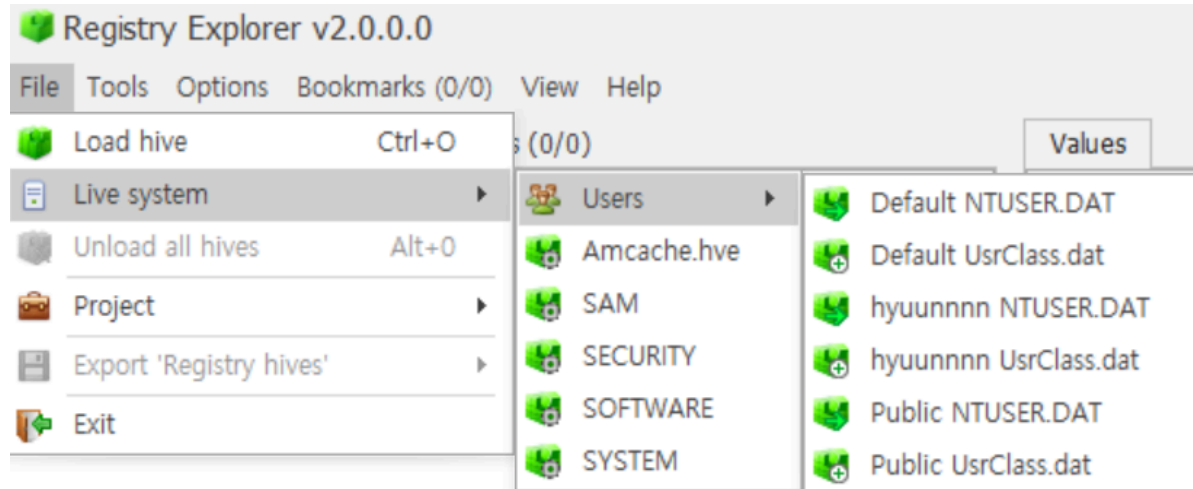 Registry Explorer v2.0.0.0
File Tools Options Bookmarks (0/0) View Help
Load hive Ctrl+O
Live system
Unload all hives Alt+0
Project
Export 'Registry hives'
Exit
(0/0)
Users
Amcache.hve
SAM
SECURITY
SOFTWARE
SYSTEM
Values
Default NTUSER.DAT
Default UsrClass.dat
hyuunnnn NTUSER.DAT
hyuunnnn UsrClass.dat
Public NTUSER.DAT
Public UsrClass.dat